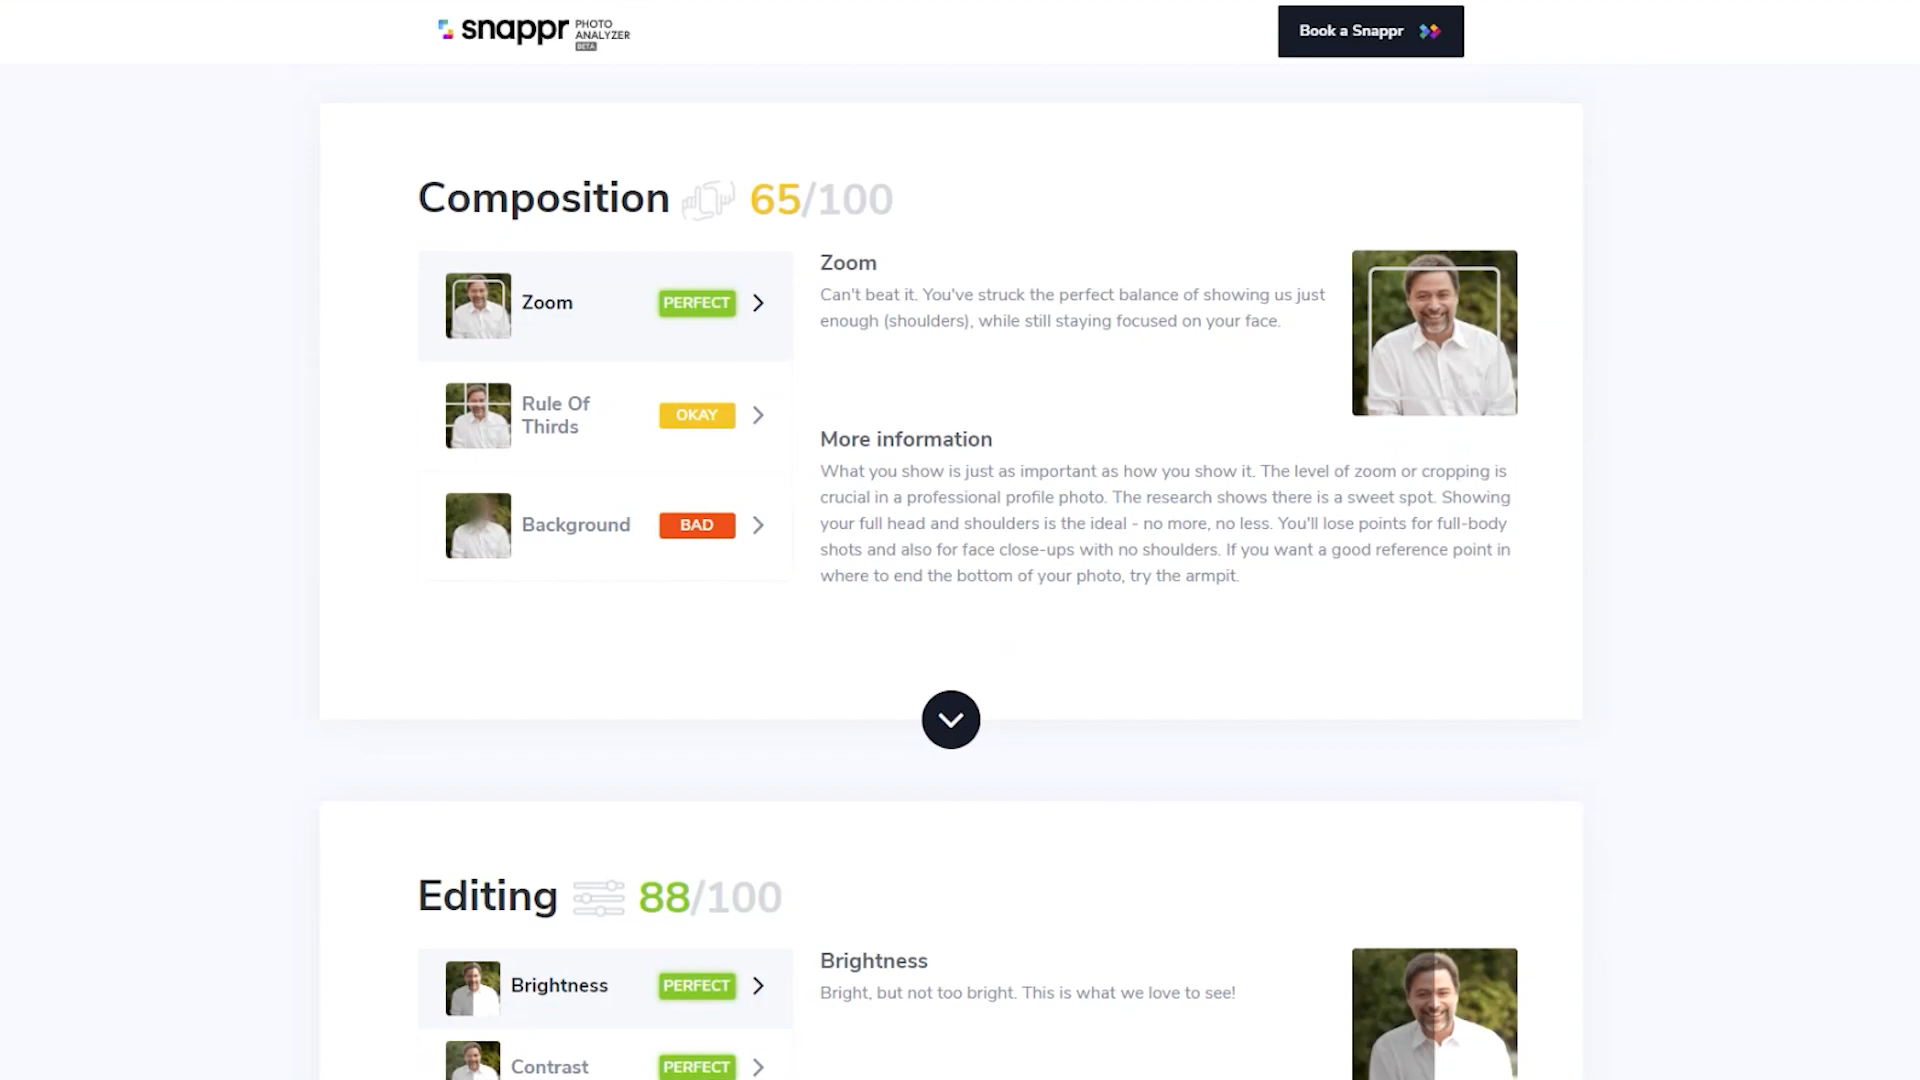 snappr PHOTO ANALYZER BETA
Book a Snappr
Composition 65/100
Zoom PERFECT
Rule Of Thirds OKAY
Background BAD
Zoom
Can't beat it. You've struck the perfect balance of showing us just
enough (shoulders), while still staying focused on your face.
More information
What you show is just as important as how you show it. The level of zoom or cropping is
crucial in a professional profile photo. The research shows there is a sweet spot. Showing
your full head and shoulders is the ideal - no more, no less. You'll lose points for full-body
shots and also for face close-ups with no shoulders. If you want a good reference point in
where to end the bottom of your photo, try the armpit.
Editing 88/100
Brightness PERFECT
Contrast PERFECT
Brightness
Bright, but not too bright. This is what we love to see!